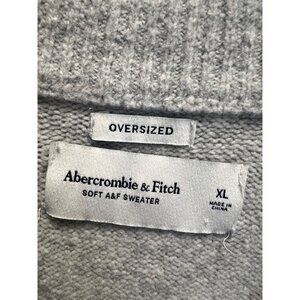 OVERSIZED
Abercrombie & Fitch
SOFT A&F SWEATER
XL
MADE IN
CHINA